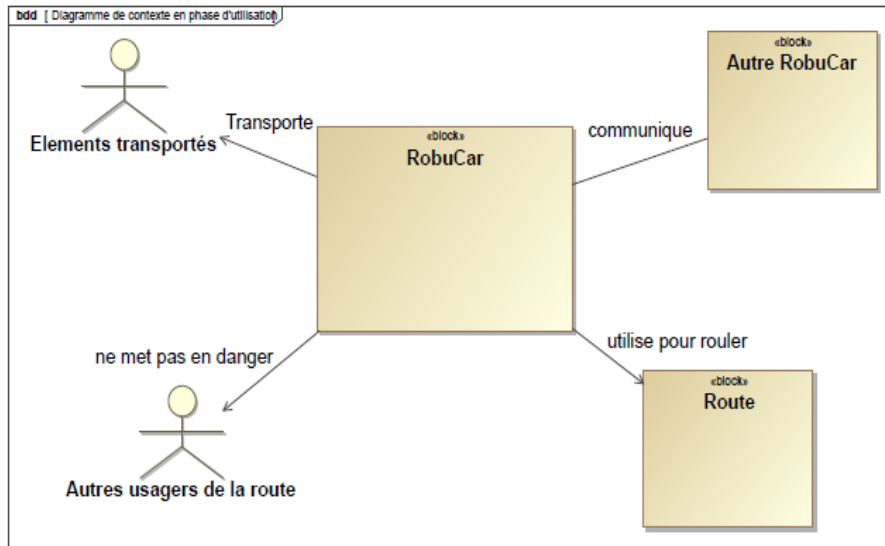 bdd [ Diagramme de contexte en phase d'utilisation]
«block»
Autre RobuCar
Transporte
communique
«block»
RobuCar
Elements transportés
utilise pour rouler
ne met pas en danger
«block»
Route
Autres usagers de la route